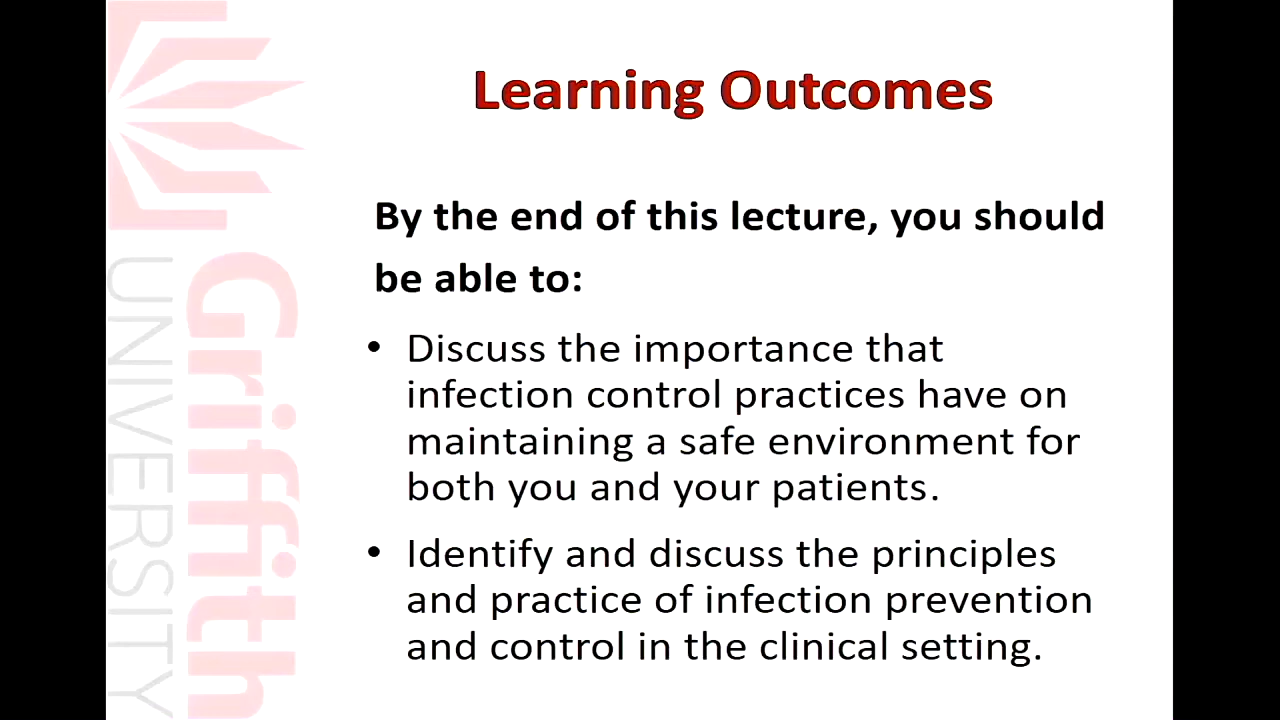 Learning Outcomes
By the end of this lecture, you should
be able to:
• Discuss the importance that
infection control practices have on
maintaining a safe environment for
both you and your patients.
• Identify and discuss the principles
and practice of infection prevention
and control in the clinical setting.
Griffith
UNIVERSITY